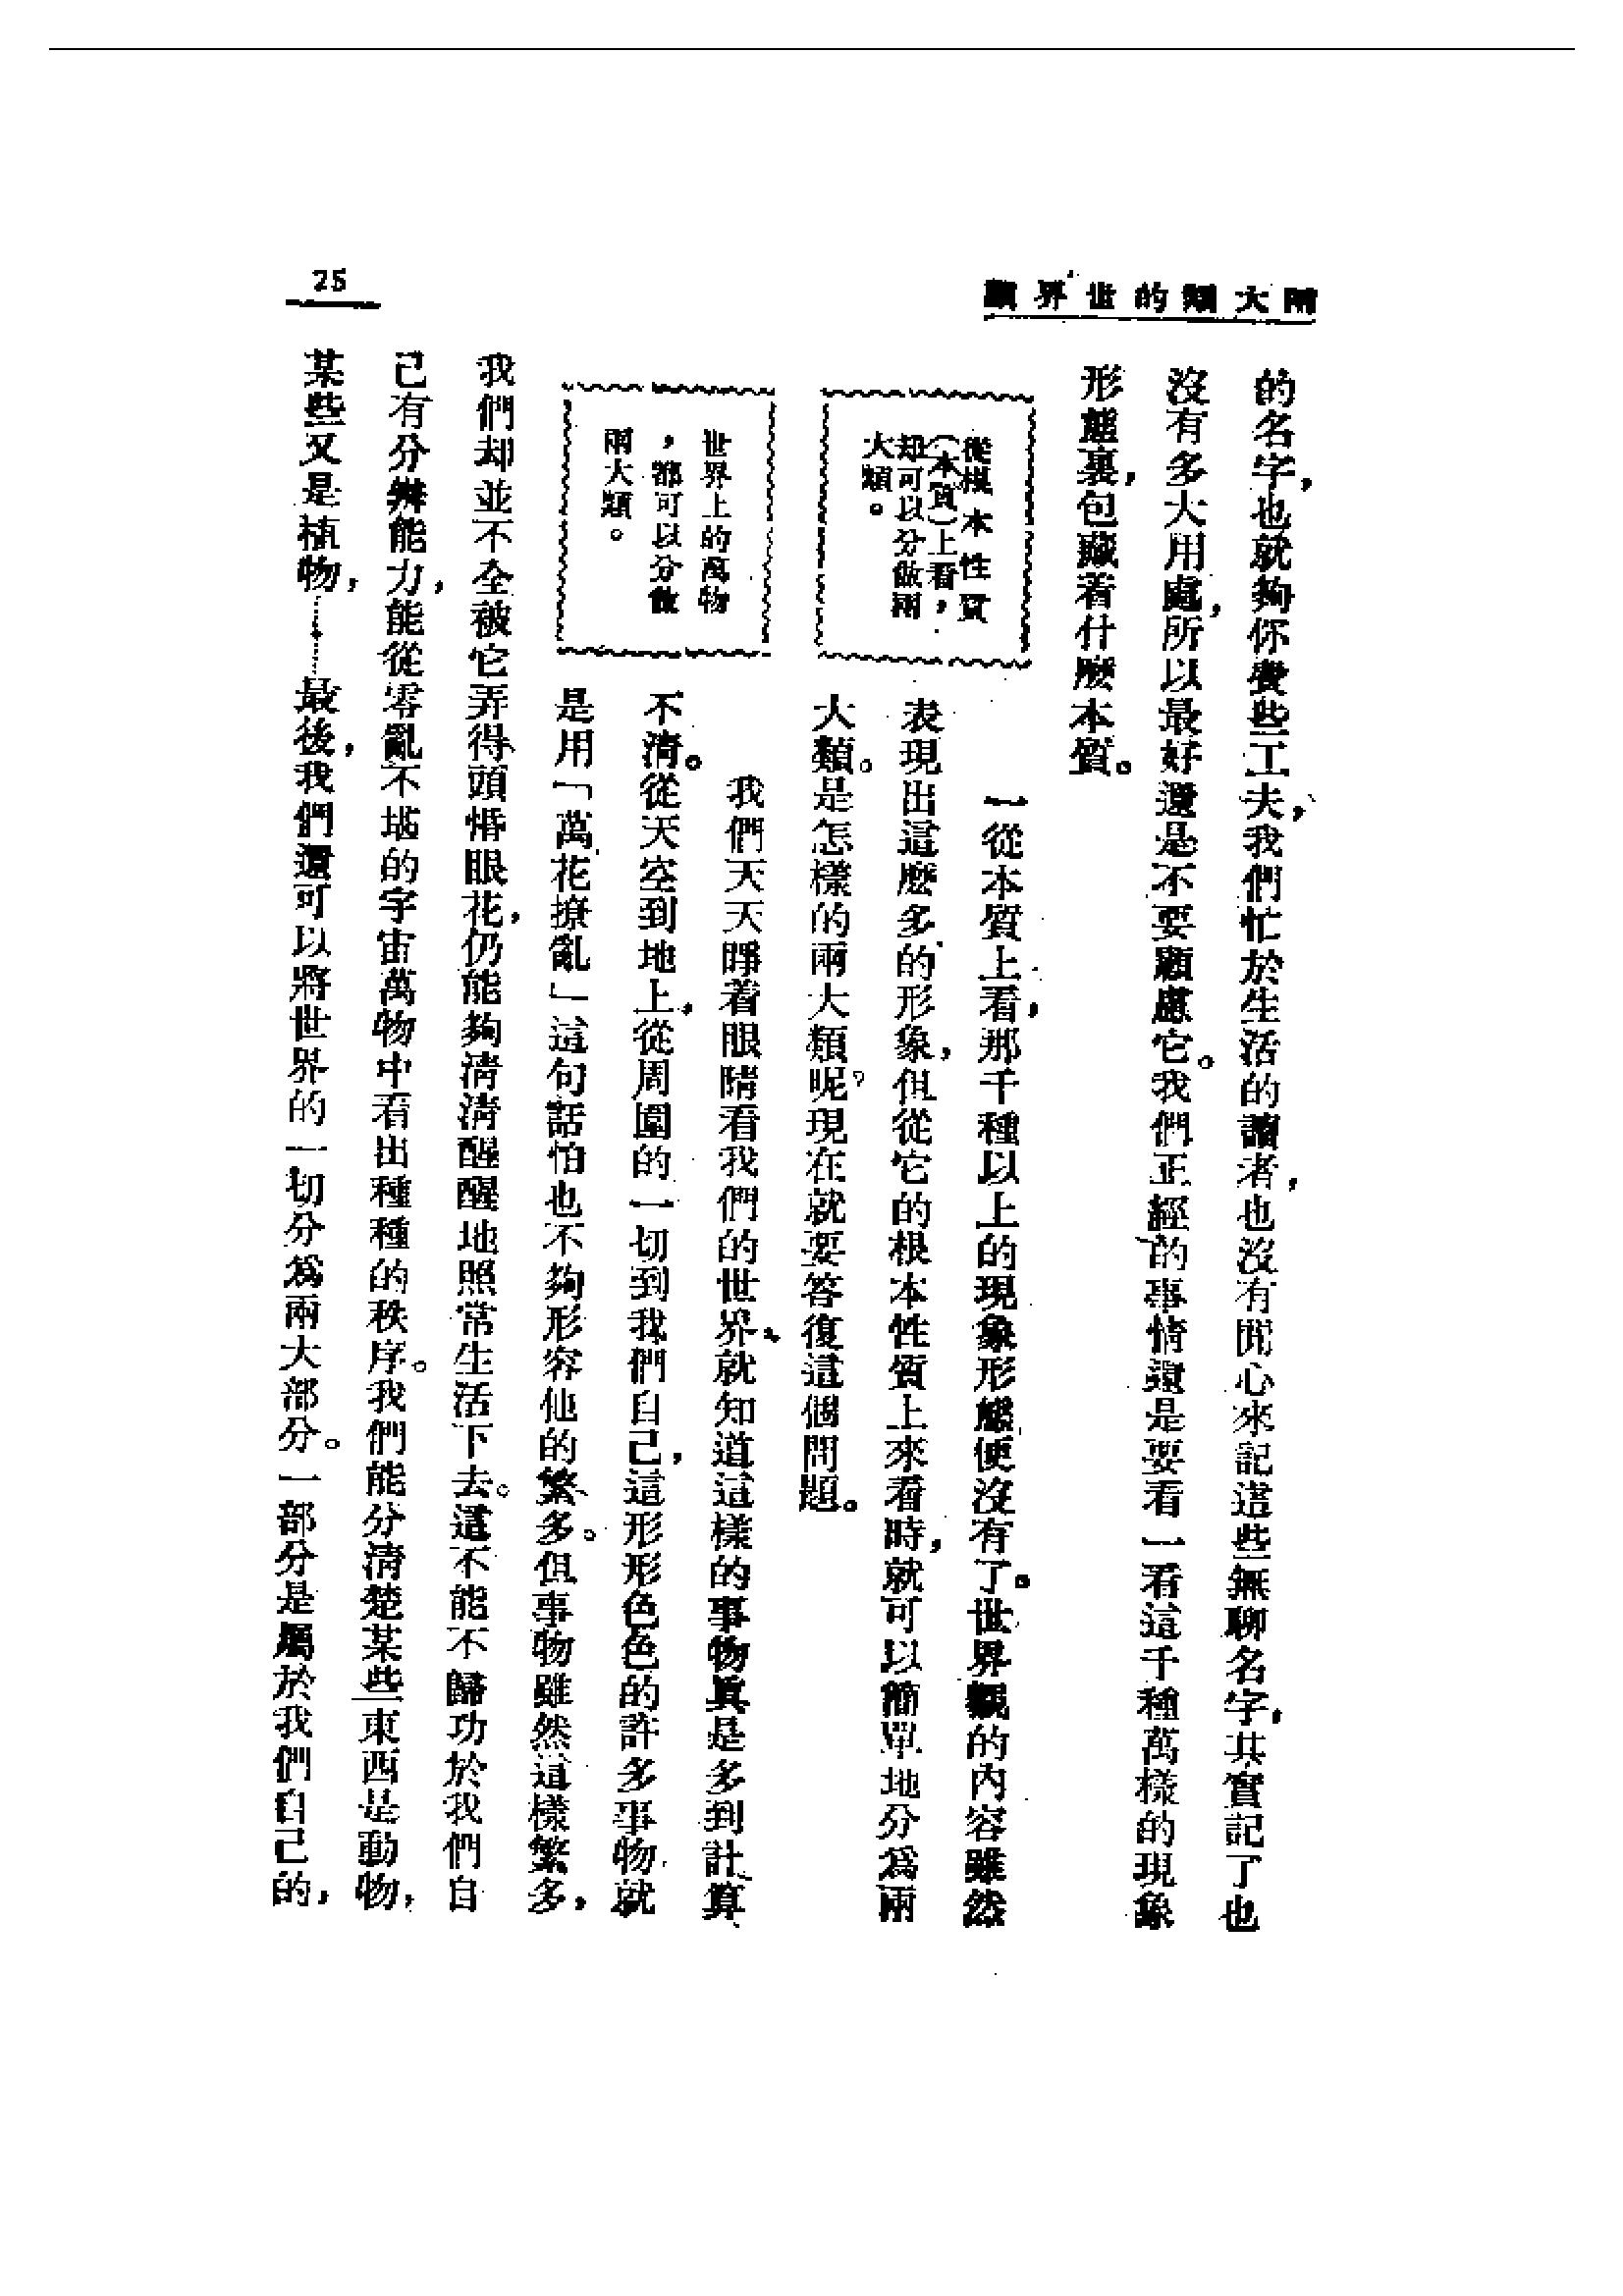 兩大類的世界觀
25
的名字，也就夠你費些工夫，我們忙於生活的讀者，也沒有閒心來記這些無聊名字，其實記了也
沒有多大用處，所以最好還是不要顧慮它。我們正經的事情還是要看一看這千種萬樣的現象
形態裏，包藏着什麽本質。
從根本性質
（本質）上看，
却可以分做兩
大類。
一從本質上看，那千種以上的現象形態便沒有了。世界觀的內容雖然
表現出這麽多的形象，但從它的根本性質上來看時，就可以簡單地分爲兩
大類。是怎樣的兩大類呢？現在就要答復這個問題。
世界上的萬物
，都可以分做
兩大類。
我們天天睜着眼睛看我們的世界、就知道這樣的事物眞是多到計算
不清。從天空到地上，從周圍的一切到我們自己，這形形色色的許多事物，就
是用「萬花撩亂」這句話怕也不夠形容他的繁多。但事物雖然這樣繁多，
我們却並不全被它弄得頭惛眼花，仍能夠清清醒醒地照常生活下去。這不能不歸功於我們自
己有分辨能力，能從零亂不堪的宇宙萬物中看出種種的秩序。我們能分清楚某些東西是動物，
某些又是植物，……最後，我們還可以將世界的一切分爲兩大部分。一部分是屬於我們自己的，